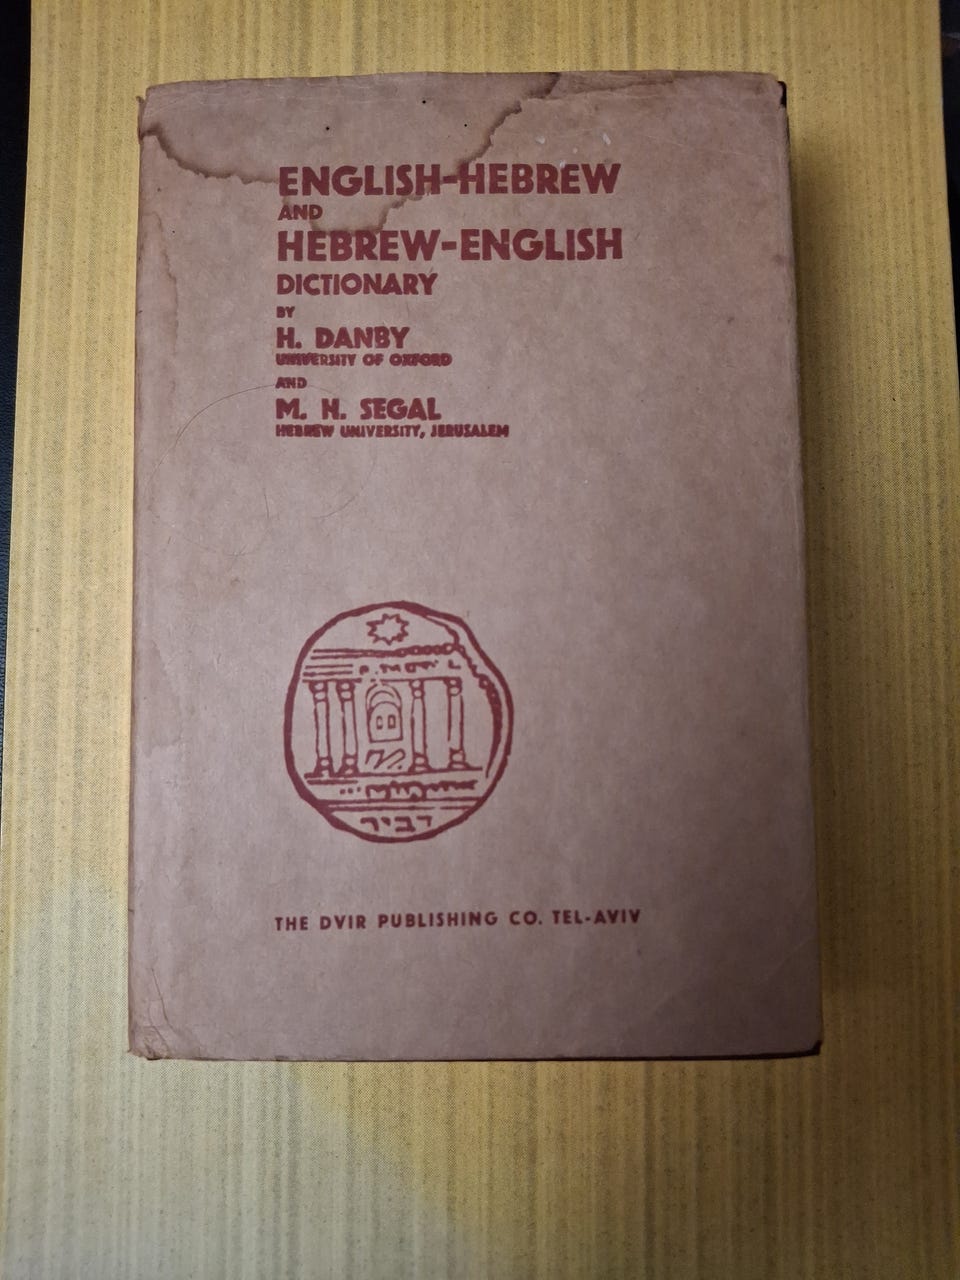 ENGLISH-HEBREW
AND
HEBREW-ENGLISH
DICTIONARY
BY
H. DANBY
UNIVERSITY OF OXFORD
AND
M. H. SEGAL
HEBREW UNIVERSITY, JERUSALEM
דביר
THE DVIR PUBLISHING CO. TEL-AVIV